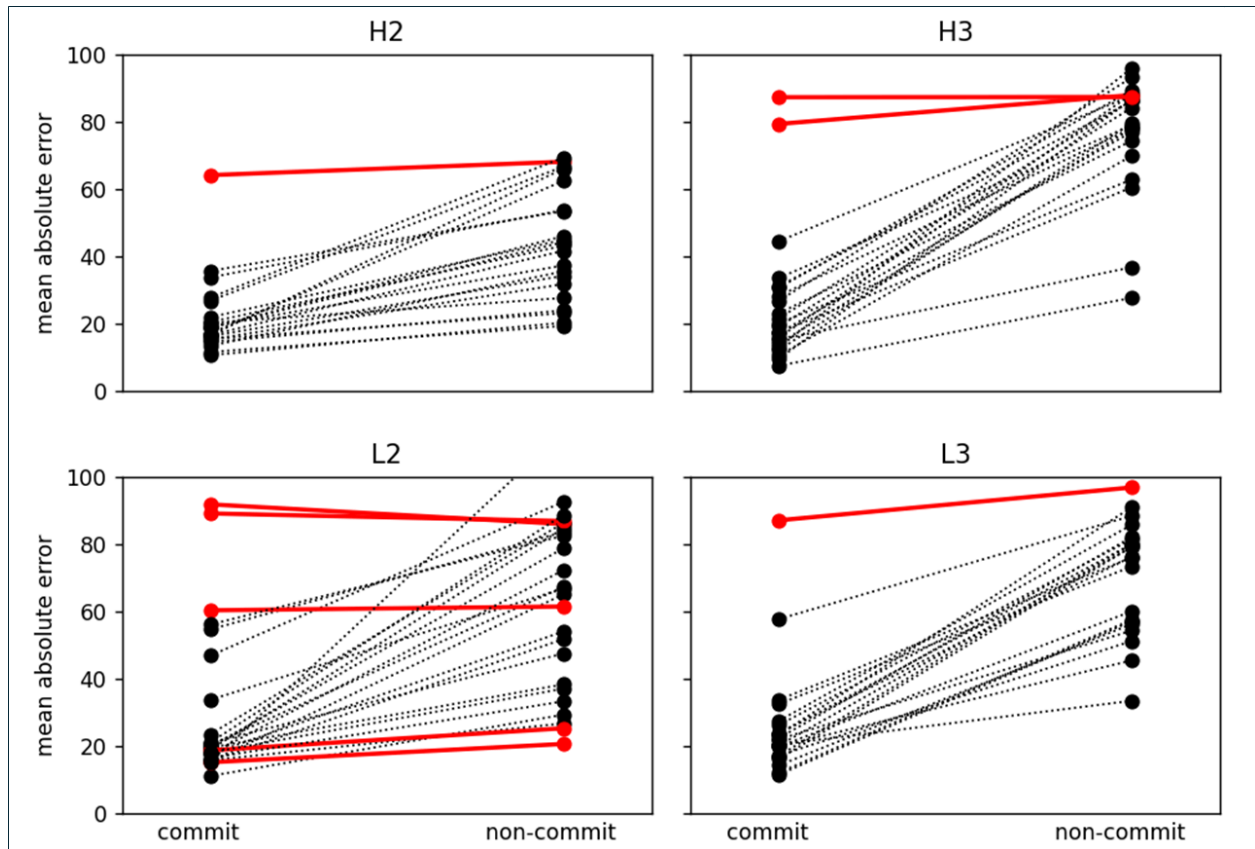 H2
H3
100
80
60
40
20
0
mean absolute error
L2
L3
100
80
60
40
20
0
mean absolute error
commit
non-commit
commit
non-commit